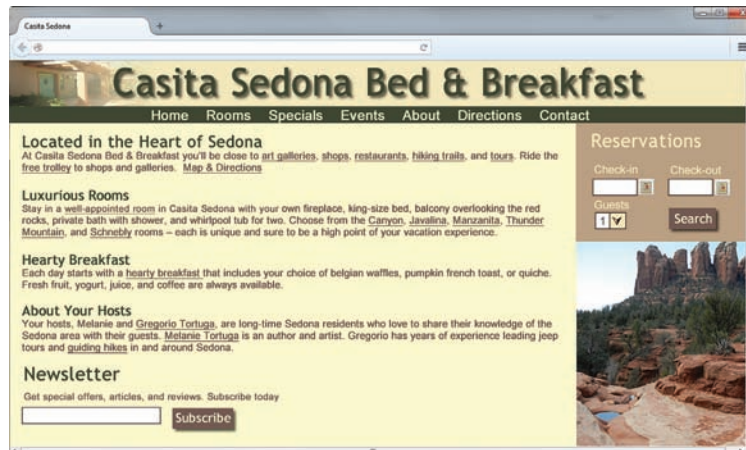 Casita Sedona
Casita Sedona Bed & Breakfast
Home Rooms Specials Events About Directions Contact
Located in the Heart of Sedona
At Casita Sedona Bed & Breakfast you'll be close to art galleries, shops, restaurants, hiking trails, and tours. Ride the
free trolley to shops and galleries. Map & Directions
Luxurious Rooms
Stay in a well-appointed room in Casita Sedona with your own fireplace, king-size bed, balcony overlooking the red
rocks, private bath with shower, and whirlpool tub for two. Choose from the Canyon, Javalina, Manzanita, Thunder
Mountain, and Schnebly rooms – each is unique and sure to be a high point of your vacation experience.
Hearty Breakfast
Each day starts with a hearty breakfast that includes your choice of belgian waffles, pumpkin french toast, or quiche.
Fresh fruit, yogurt, juice, and coffee are always available.
About Your Hosts
Your hosts, Melanie and Gregorio Tortuga, are long-time Sedona residents who love to share their knowledge of the
Sedona area with their guests. Melanie Tortuga is an author and artist. Gregorio has years of experience leading jeep
tours and guiding hikes in and around Sedona.
Newsletter
Get special offers, articles, and reviews. Subscribe today
Subscribe
Reservations
Check-in Check-out
Guests
1 Search